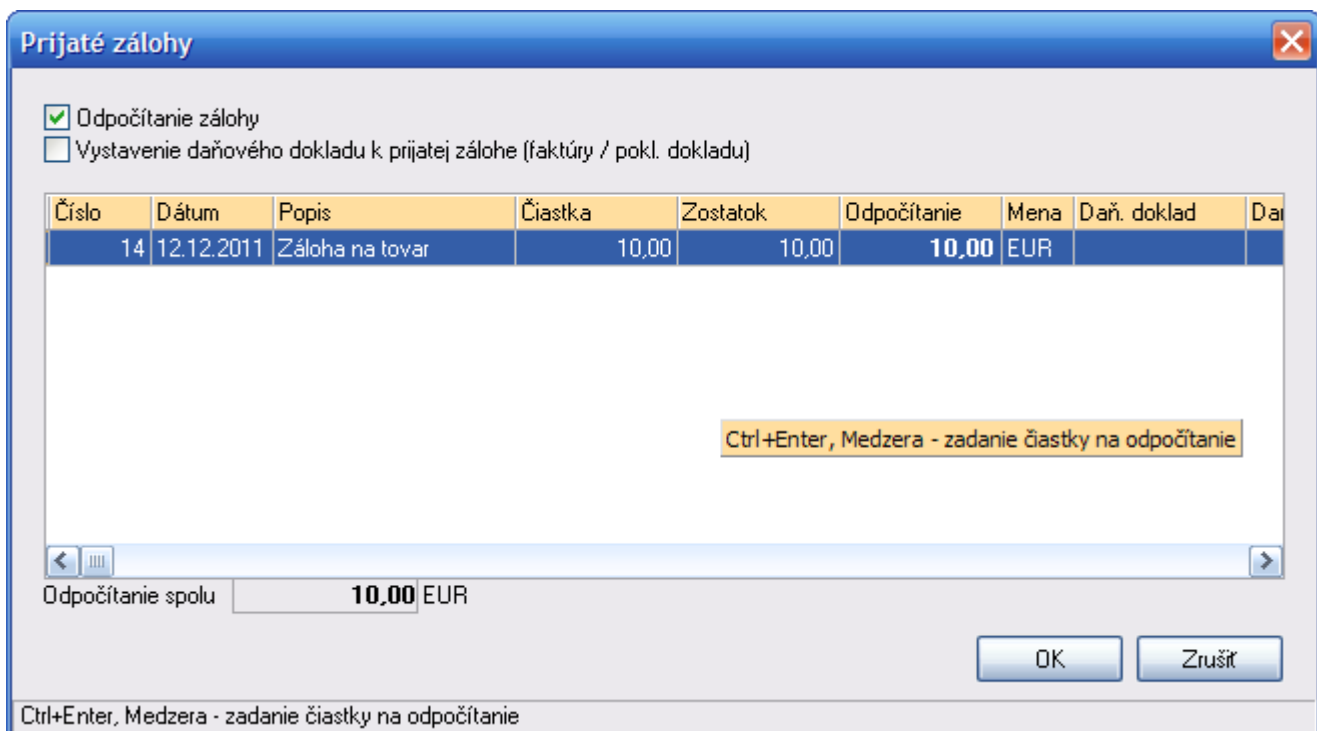 Prijaté zálohy
Odpočítanie zálohy
Vystavenie daňového dokladu k prijatej zálohe (faktúry / pokl. dokladu)
Číslo Dátum Popis Čiastka Zostatok Odpočítanie Mena Daň. doklad
14 12.12.2011 Záloha na tovar 10,00 10,00 10,00 EUR
Ctrl+Enter, Medzera - zadanie čiastky na odpočítanie
Odpočítanie spolu 10,00 EUR
OK Zrušiť
Ctrl+Enter, Medzera - zadanie čiastky na odpočítanie